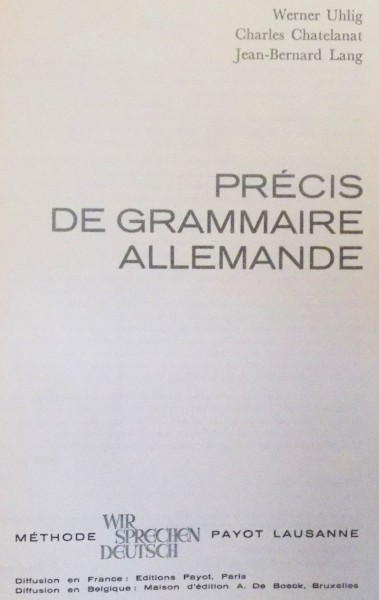 Werner Uhlig
Charles Chatelanat
Jean-Bernard Lang
PRÉCIS
DE GRAMMAIRE
ALLEMANDE
MÉTHODE WIR SPRECHEN DEUTSCH PAYOT LAUSANNE
Diffusion en France: Editions Payot, Paris
Diffusion en Belgique: Maison d'édition A. De Boeck, Bruxelles